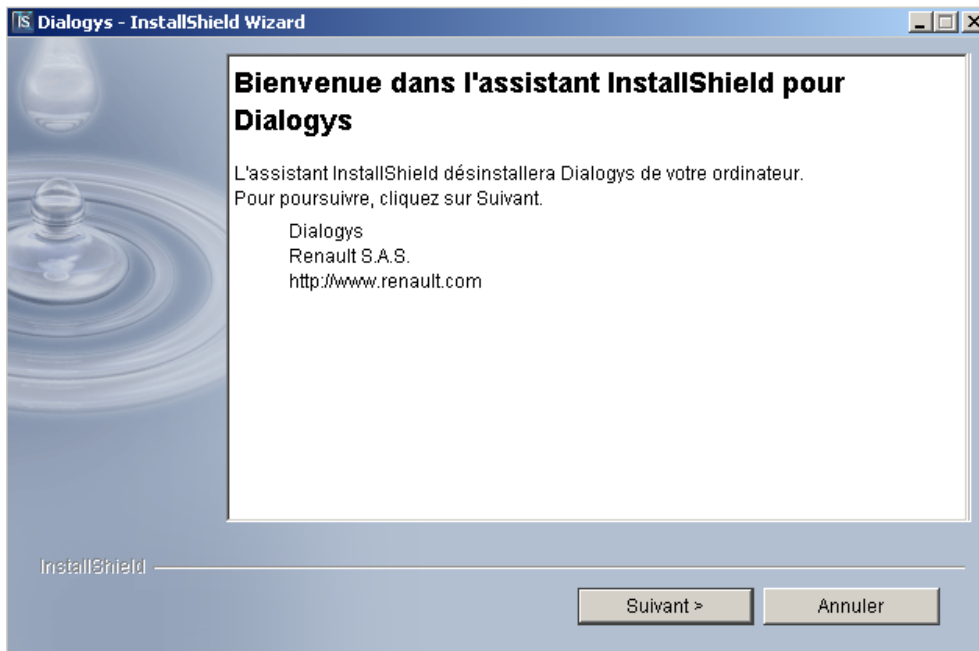 Dialogys - InstallShield Wizard
Bienvenue dans l'assistant InstallShield pour
Dialogys
L'assistant InstallShield désinstallera Dialogys de votre ordinateur.
Pour poursuivre, cliquez sur Suivant.
Dialogys
Renault S.A.S.
http://www.renault.com
InstallShield
Suivant >
Annuler